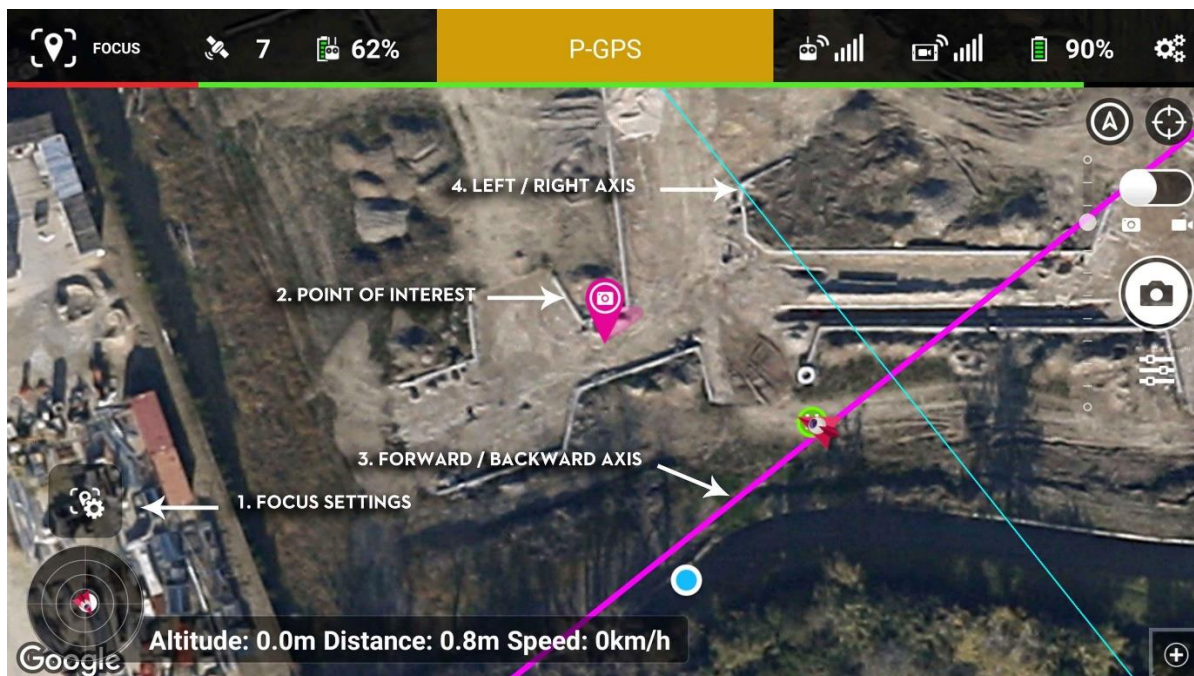 FOCUS 7 62% P-GPS 90%
4. LEFT / RIGHT AXIS
2. POINT OF INTEREST
3. FORWARD / BACKWARD AXIS
1. FOCUS SETTINGS
Altitude: 0.0m Distance: 0.8m Speed: 0km/h
Google